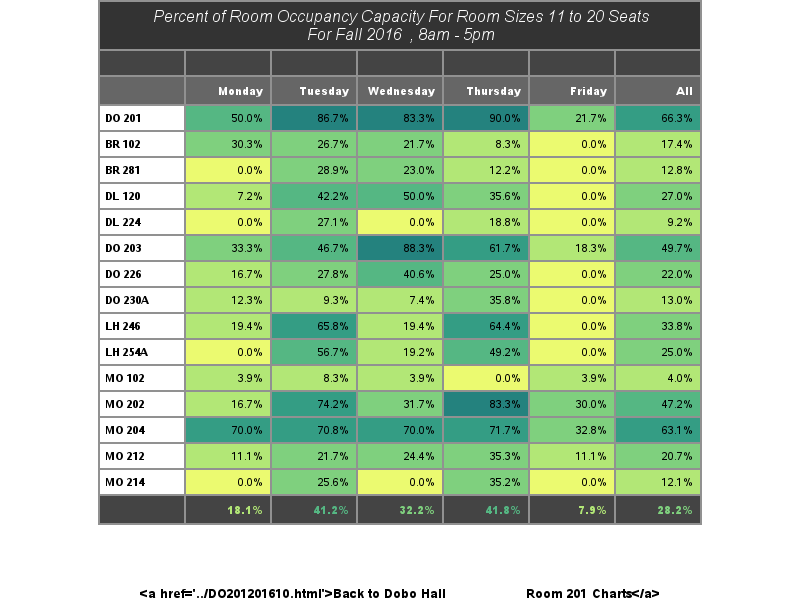 Percent of Room Occupancy Capacity For Room Sizes 11 to 20 Seats
For Fall 2016 , 8am - 5pm
Monday Tuesday Wednesday Thursday Friday All
DO 201 50.0% 86.7% 83.3% 90.0% 21.7% 66.3%
BR 102 30.3% 26.7% 21.7% 8.3% 0.0% 17.4%
BR 281 0.0% 28.9% 23.0% 12.2% 0.0% 12.8%
DL 120 7.2% 42.2% 50.0% 35.6% 0.0% 27.0%
DL 224 0.0% 27.1% 0.0% 18.8% 0.0% 9.2%
DO 203 33.3% 46.7% 88.3% 61.7% 18.3% 49.7%
DO 226 16.7% 27.8% 40.6% 25.0% 0.0% 22.0%
DO 230A 12.3% 9.3% 7.4% 35.8% 0.0% 13.0%
LH 246 19.4% 65.8% 19.4% 64.4% 0.0% 33.8%
LH 254A 0.0% 56.7% 19.2% 49.2% 0.0% 25.0%
MO 102 3.9% 8.3% 3.9% 0.0% 3.9% 4.0%
MO 202 16.7% 74.2% 31.7% 83.3% 30.0% 47.2%
MO 204 70.0% 70.8% 70.0% 71.7% 32.8% 63.1%
MO 212 11.1% 21.7% 24.4% 35.3% 11.1% 20.7%
MO 214 0.0% 25.6% 0.0% 35.2% 0.0% 12.1%
18.1% 41.2% 32.2% 41.8% 7.9% 28.2%
<a href='../DO201201610.html'>Back to Dobo Hall Room 201 Charts</a>